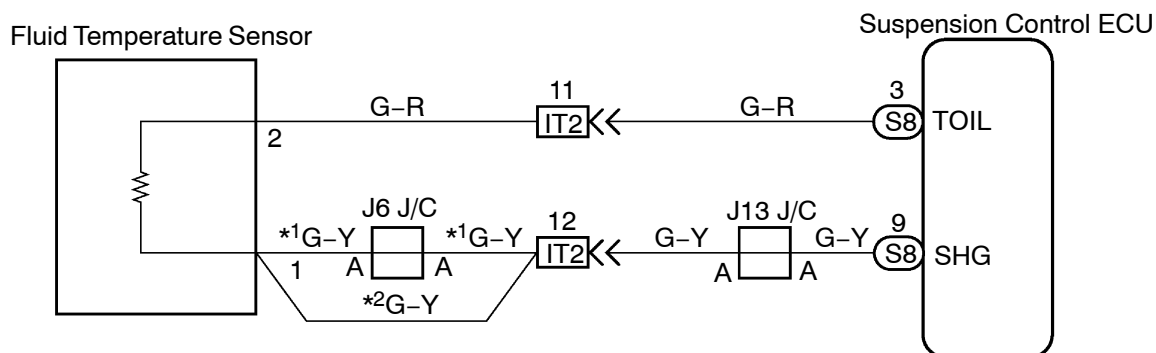 Fluid Temperature Sensor
Suspension Control ECU
G–R
11
IT2
G–R
3
S8
TOIL
2
J6 J/C
*1G–Y
A
A
*1G–Y
1
*2G–Y
12
IT2
G–Y
J13 J/C
A
A
G–Y
9
S8
SHG